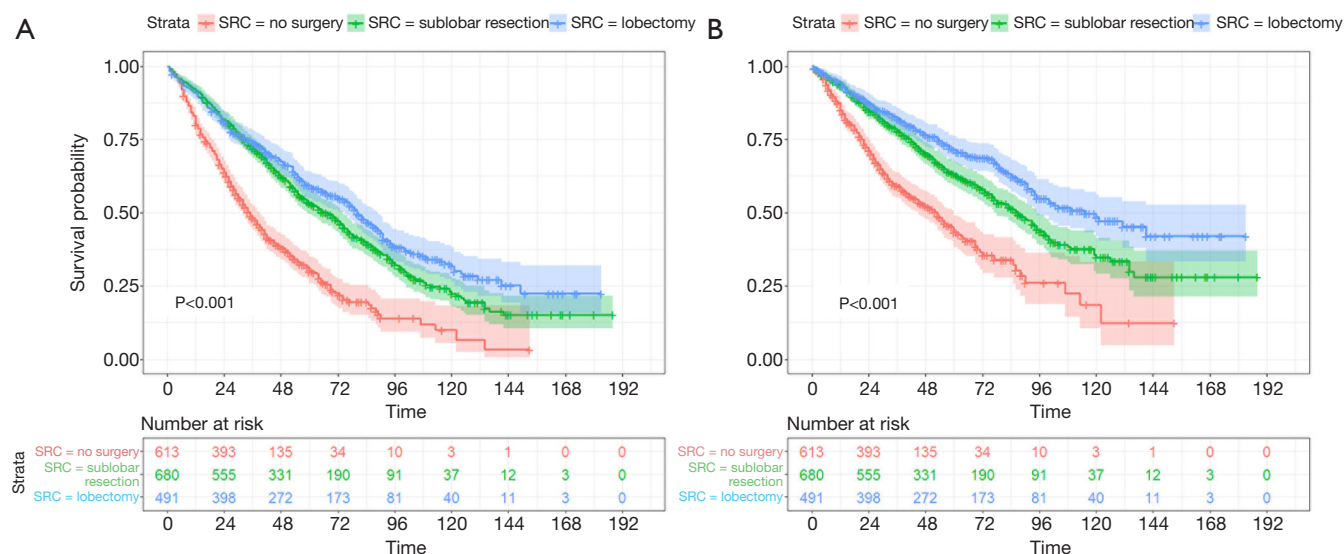 A
Strata SRC = no surgery SRC = sublobar resection SRC = lobectomy
Survival probability
1.00
0.75
0.50
0.25
0.00
P<0.001
0 24 48 72 96 120 144 168 192
Time
Number at risk
Strata
SRC = no surgery 613 393 135 34 10 3 1 0 0
SRC = sublobar
resection 680 555 331 190 91 37 12 3 0
SRC = lobectomy 491 398 272 173 81 40 11 3 0
0 24 48 72 96 120 144 168 192
Time
B
Strata SRC = no surgery SRC = sublobar resection SRC = lobectomy
1.00
0.75
0.50
0.25
0.00
P<0.001
0 24 48 72 96 120 144 168 192
Time
Number at risk
SRC = no surgery 613 393 135 34 10 3 1 0 0
SRC = sublobar
resection 680 555 331 190 91 37 12 3 0
SRC = lobectomy 491 398 272 173 81 40 11 3 0
0 24 48 72 96 120 144 168 192
Time